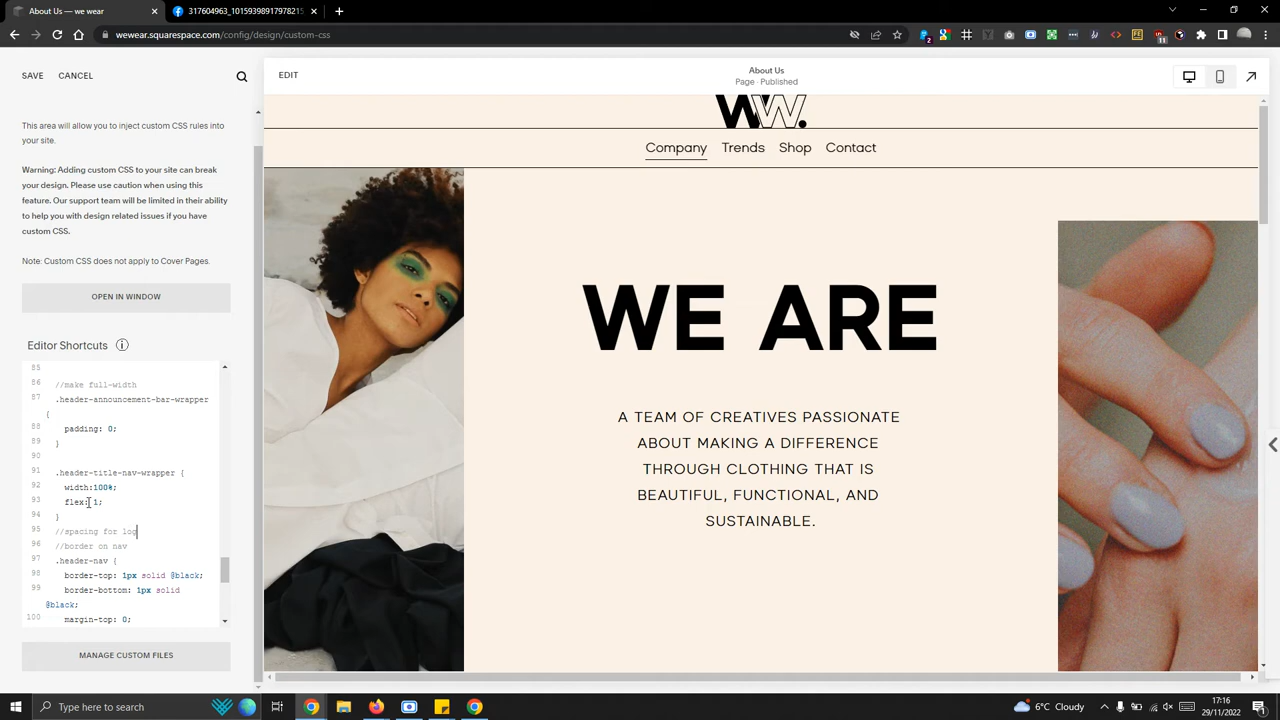 About Us — we wear
317604963_1015939891797821
wewear.squarespace.com/config/design/custom-css
SAVE
CANCEL
EDIT
About Us
Page · Published
This area will allow you to inject custom CSS rules into
your site.
Warning: Adding custom CSS to your site can break
your design. Please use caution when using this
feature. Our support team will be limited in their ability
to help you with design related issues if you have
custom CSS.
Note: Custom CSS does not apply to Cover Pages.
OPEN IN WINDOW
Editor Shortcuts
85
86 //make full-width
87 .header-announcement-bar-wrapper
{
88 padding: 0;
89 }
90
91 .header-title-nav-wrapper {
92 width:100%;
93 flex: 1;
94 }
95 //spacing for log
96 //border on nav
97 .header-nav {
98 border-top: 1px solid @black;
99 border-bottom: 1px solid
@black;
100 margin-top: 0;
MANAGE CUSTOM FILES
WW.
Company Trends Shop Contact
WE ARE
A TEAM OF CREATIVES PASSIONATE
ABOUT MAKING A DIFFERENCE
THROUGH CLOTHING THAT IS
BEAUTIFUL, FUNCTIONAL, AND
SUSTAINABLE.
Type here to search
6°C Cloudy
17:16
29/11/2022